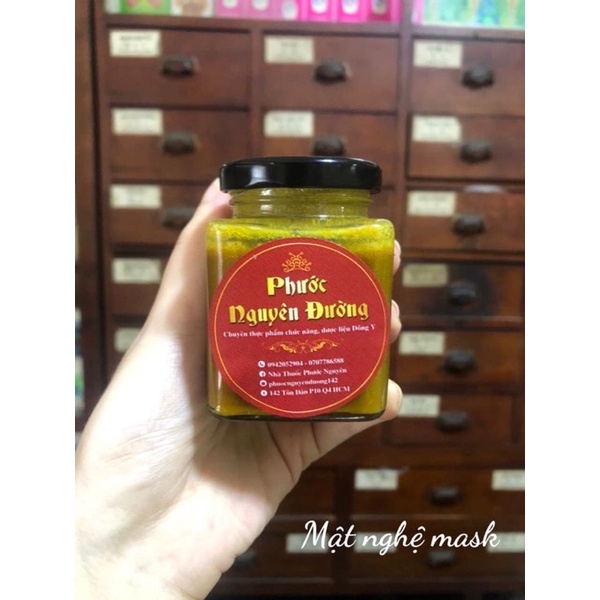 Phước
Nguyên Đường
Chuyên thực phẩm chức năng, dược liệu Đông Y
0942052904 - 0707786588
Nhà Thuốc Phước Nguyên
phuocnguyenduong142
142 Tôn Đản P10 Q4 HCM
Mật nghệ mask